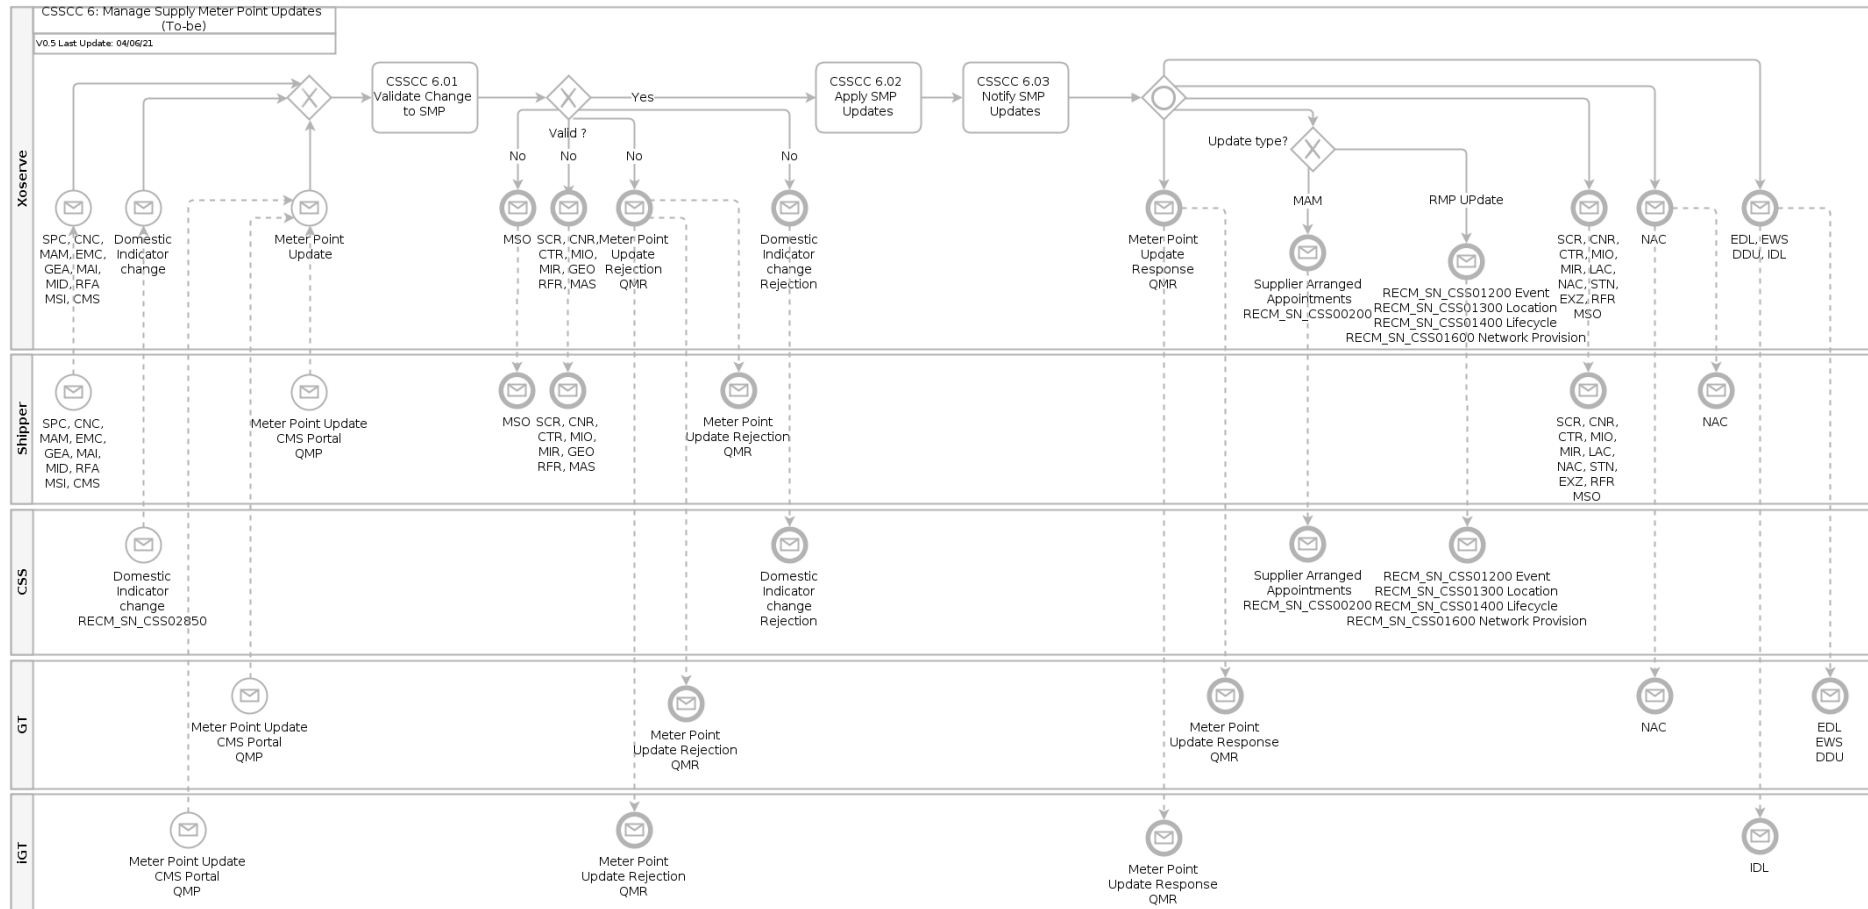 CSSCC 6: Manage Supply Meter Point Updates
(To-be)
V0.5 Last Update: 04/06/21
Xoserve
CSSCC 6.01
Validate Change
to SMP
Valid ?
Yes
No
No
No
No
CSSCC 6.02
Apply SMP
Updates
CSSCC 6.03
Notify SMP
Updates
Update type?
MAM
RMP UPdate
SPC, CNC,
MAM, EMC,
GEA, MAI,
MID, RFA
MSI, CMS
Domestic
Indicator
change
Meter Point
Update
MSO
SCR, CNR,
CTR, MIO,
MIR, GEO
RFR, MAS
Meter Point
Update
Rejection
QMR
Domestic
Indicator
change
Rejection
Meter Point
Update
Response
QMR
Supplier Arranged
Appointments
RECM_SN_CSS00200
RECM_SN_CSS01200 Event
RECM_SN_CSS01300 Location
RECM_SN_CSS01400 Lifecycle
RECM_SN_CSS01600 Network Provision
SCR, CNR,
CTR, MIO,
MIR, LAC,
NAC, STN,
EXZ, RFR
MSO
NAC
EDL, EWS
DDU, IDL
Shipper
SPC, CNC,
MAM, EMC,
GEA, MAI,
MID, RFA
MSI, CMS
Meter Point Update
CMS Portal
QMP
MSO
SCR, CNR,
CTR, MIO,
MIR, GEO
RFR, MAS
Meter Point
Update Rejection
QMR
SCR, CNR,
CTR, MIO,
MIR, LAC,
NAC, STN,
EXZ, RFR
MSO
NAC
CSS
Domestic
Indicator
change
RECM_SN_CSS02850
Domestic
Indicator
change
Rejection
Supplier Arranged
Appointments
RECM_SN_CSS00200
RECM_SN_CSS01200 Event
RECM_SN_CSS01300 Location
RECM_SN_CSS01400 Lifecycle
RECM_SN_CSS01600 Network Provision
GT
Meter Point Update
CMS Portal
QMP
Meter Point
Update Rejection
QMR
Meter Point
Update Response
QMR
NAC
EDL
EWS
DDU
iGT
Meter Point Update
CMS Portal
QMP
Meter Point
Update Rejection
QMR
Meter Point
Update Response
QMR
IDL